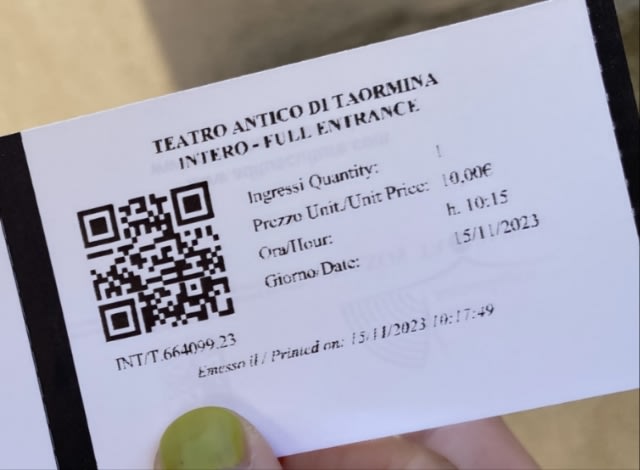 TEATRO ANTICO DI TAORMINA
INTERO - FULL ENTRANCE
Ingressi Quantity: 1
Prezzo Unit./Unit Price: 10,00€
Ora/Hour: h. 10:15
Giorno/Date: 15/11/2023
INT/T.664099.23
Emesso il / Printed on: 15/11/2023 10:17:49